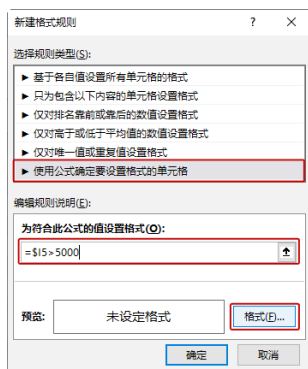 新建格式规则 ? ×
选择规则类型(S):
► 基于各自值设置所有单元格的格式
► 只为包含以下内容的单元格设置格式
► 仅对排名靠前或靠后的数值设置格式
► 仅对高于或低于平均值的数值设置格式
► 仅对唯一值或重复值设置格式
► 使用公式确定要设置格式的单元格
编辑规则说明(E):
为符合此公式的值设置格式(O):
=$I5>5000
预览: 未设定格式 格式(F)...
确定 取消